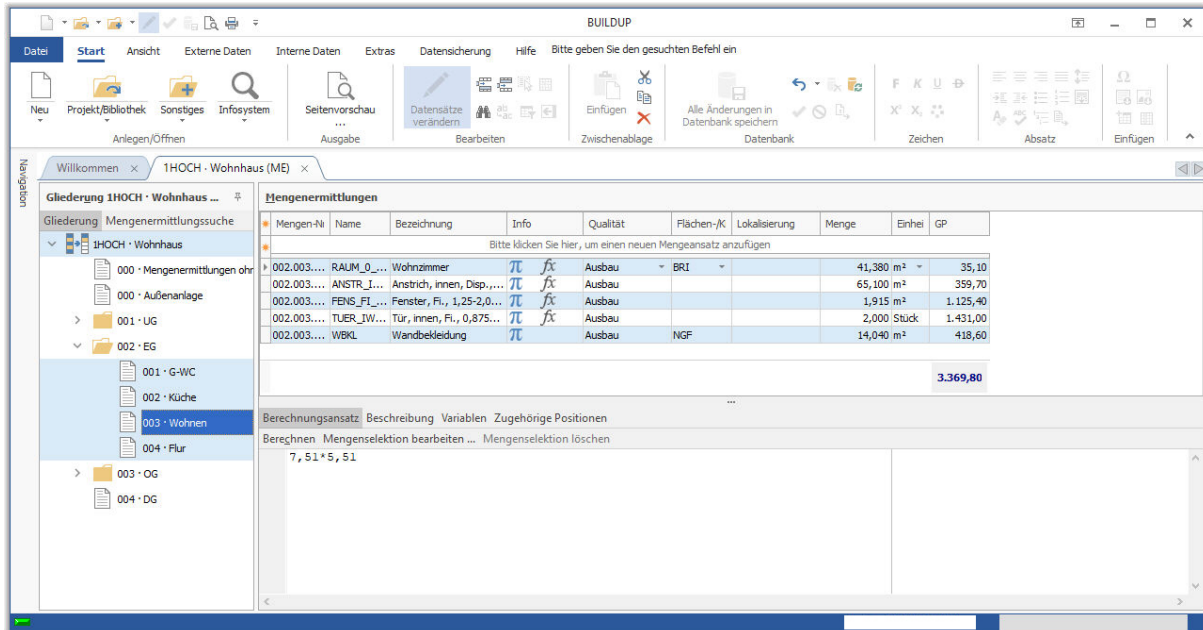 BUILDUP
Datei Start Ansicht Externe Daten Interne Daten Extras Datensicherung Hilfe Bitte geben Sie den gesuchten Befehl ein
Neu Projekt/Bibliothek Sonstiges Infosystem
Anlegen/Öffnen
Seitenvorschau
...
Ausgabe
Datensätze
verändern
Bearbeiten
Einfügen
Zwischenablage
Alle Änderungen in
Datenbank speichern
Datenbank
F K U D
X² X₂
Zeichen
Absatz
Ω
Einfügen
Navigation
Willkommen × 1HOCH · Wohnhaus (ME) ×
Gliederung 1HOCH · Wohnhaus ...
Gliederung Mengenermittlungssuche
1HOCH · Wohnhaus
000 · Mengenermittlungen ohn
000 · Außenanlage
001 · UG
002 · EG
001 · G-WC
002 · Küche
003 · Wohnen
004 · Flur
003 · OG
004 · DG
Mengenermittlungen
Mengen-Nu Name Bezeichnung Info Qualität Flächen-/K Lokalisierung Menge Einhei GP
Bitte klicken Sie hier, um einen neuen Mengeansatz anzufügen
002.003.... RAUM_0_... Wohnzimmer π fx Ausbau BRI 41,380 m² 35,10
002.003.... ANSTR_I... Anstrich, innen, Disp.,... π fx Ausbau 65,100 m² 359,70
002.003.... FENS_FI_... Fenster, Fi., 1,25-2,0... π fx Ausbau 1,915 m² 1.125,40
002.003.... TUER_IW... Tür, innen, Fi., 0,875... π fx Ausbau 2,000 Stück 1.431,00
002.003.... WBKL Wandbekleidung π Ausbau NGF 14,040 m² 418,60
3.369,80
...
Berechnungsansatz Beschreibung Variablen Zugehörige Positionen
Berechnen Mengenselektion bearbeiten ... Mengenselektion löschen
7,51*5,51